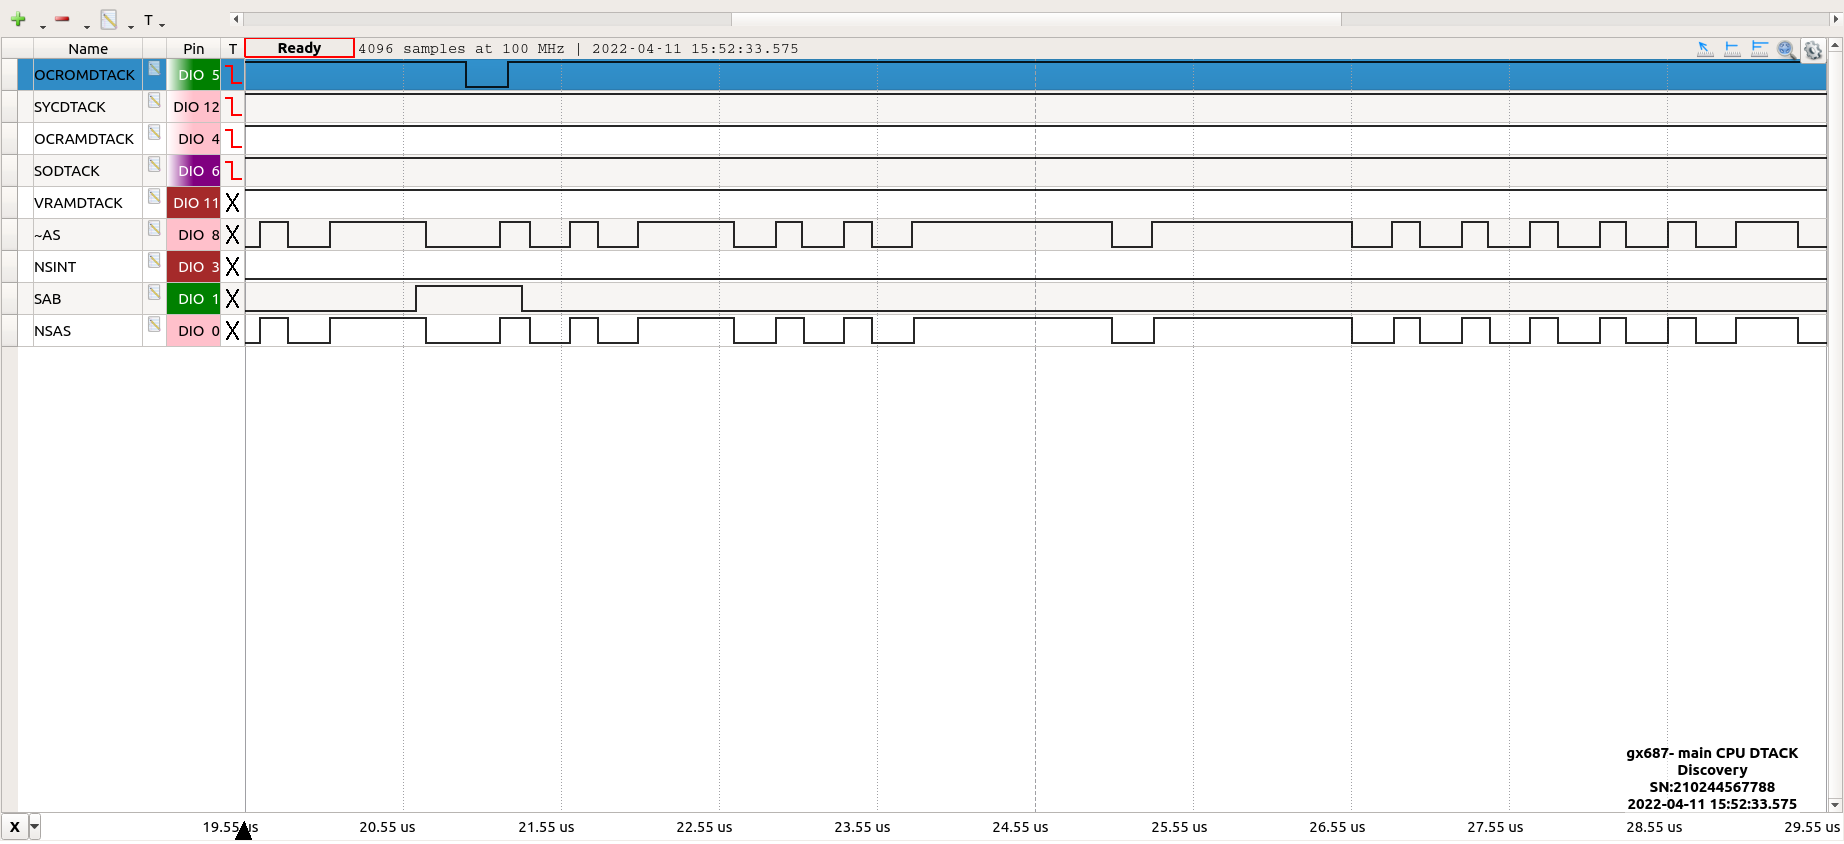 T
Name Pin T Ready 4096 samples at 100 MHz | 2022-04-11 15:52:33.575
OCROMDTACK DIO 5
SYCDTACK DIO 12
OCRAMDTACK DIO 4
SODTACK DIO 6
VRAMDTACK DIO 11 X
~AS DIO 8 X
NSINT DIO 3 X
SAB DIO 1 X
NSAS DIO 0 X
gx687- main CPU DTACK
Discovery
SN:210244567788
2022-04-11 15:52:33.575
X 19.55 us 20.55 us 21.55 us 22.55 us 23.55 us 24.55 us 25.55 us 26.55 us 27.55 us 28.55 us 29.55 us